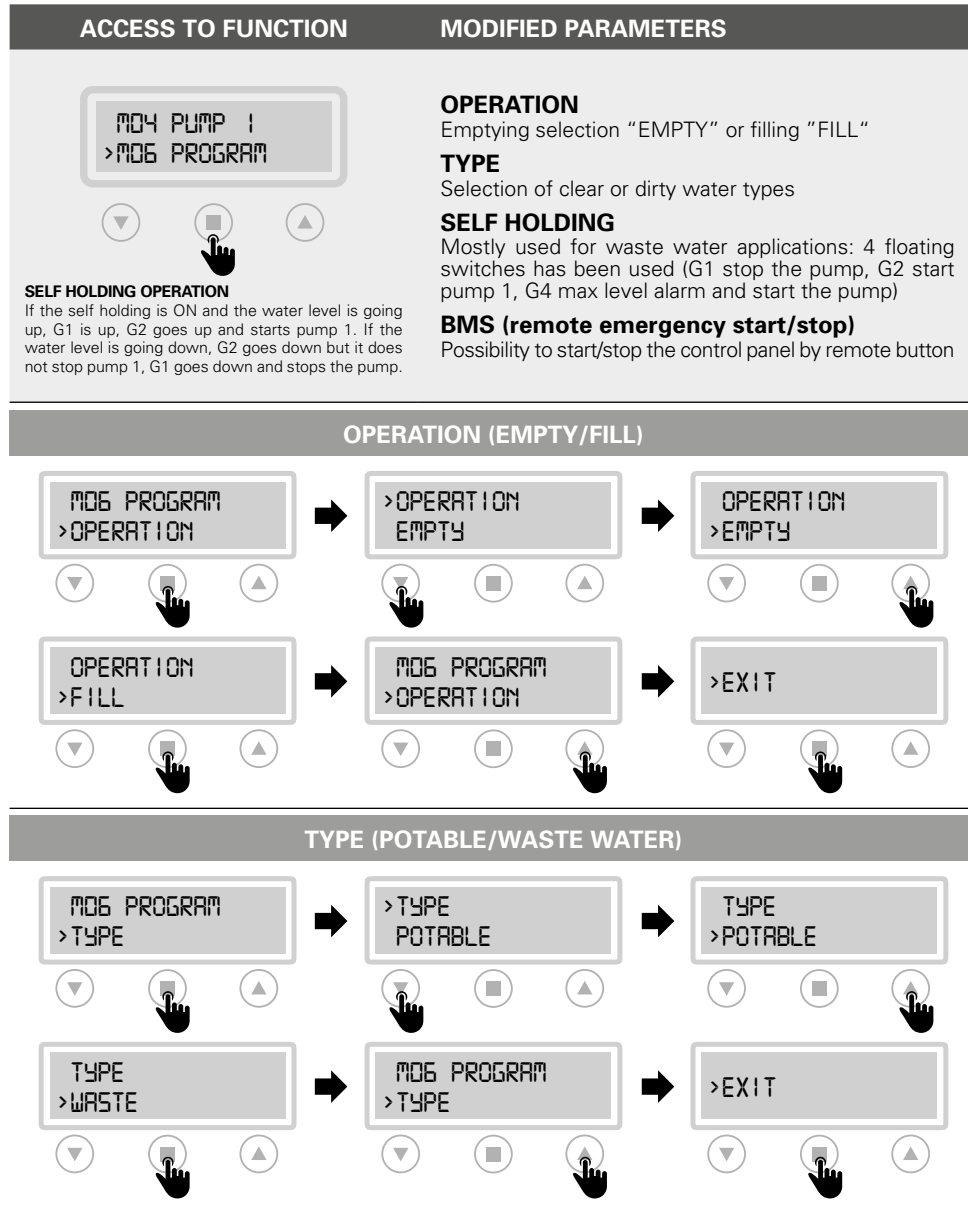 ACCESS TO FUNCTION
MODIFIED PARAMETERS
M04 PUMP 1
>M06 PROGRAM
SELF HOLDING OPERATION
If the self holding is ON and the water level is going
up, G1 is up, G2 goes up and starts pump 1. If the
water level is going down, G2 goes down but it does
not stop pump 1, G1 goes down and stops the pump.
OPERATION
Emptying selection “EMPTY” or filling ”FILL“
TYPE
Selection of clear or dirty water types
SELF HOLDING
Mostly used for waste water applications: 4 floating
switches has been used (G1 stop the pump, G2 start
pump 1, G4 max level alarm and start the pump)
BMS (remote emergency start/stop)
Possibility to start/stop the control panel by remote button
OPERATION (EMPTY/FILL)
M06 PROGRAM
>OPERATION
>OPERATION
EMPTY
OPERATION
>EMPTY
OPERATION
>FILL
M06 PROGRAM
>OPERATION
>EXIT
TYPE (POTABLE/WASTE WATER)
M06 PROGRAM
>TYPE
>TYPE
POTABLE
TYPE
>POTABLE
TYPE
>WASTE
M06 PROGRAM
>TYPE
>EXIT